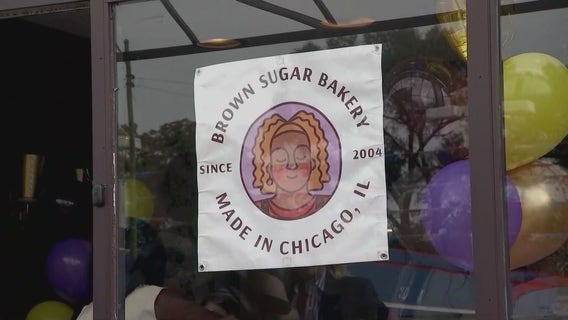 BROWN SUGAR BAKERY
SINCE 2004
MADE IN CHICAGO, IL